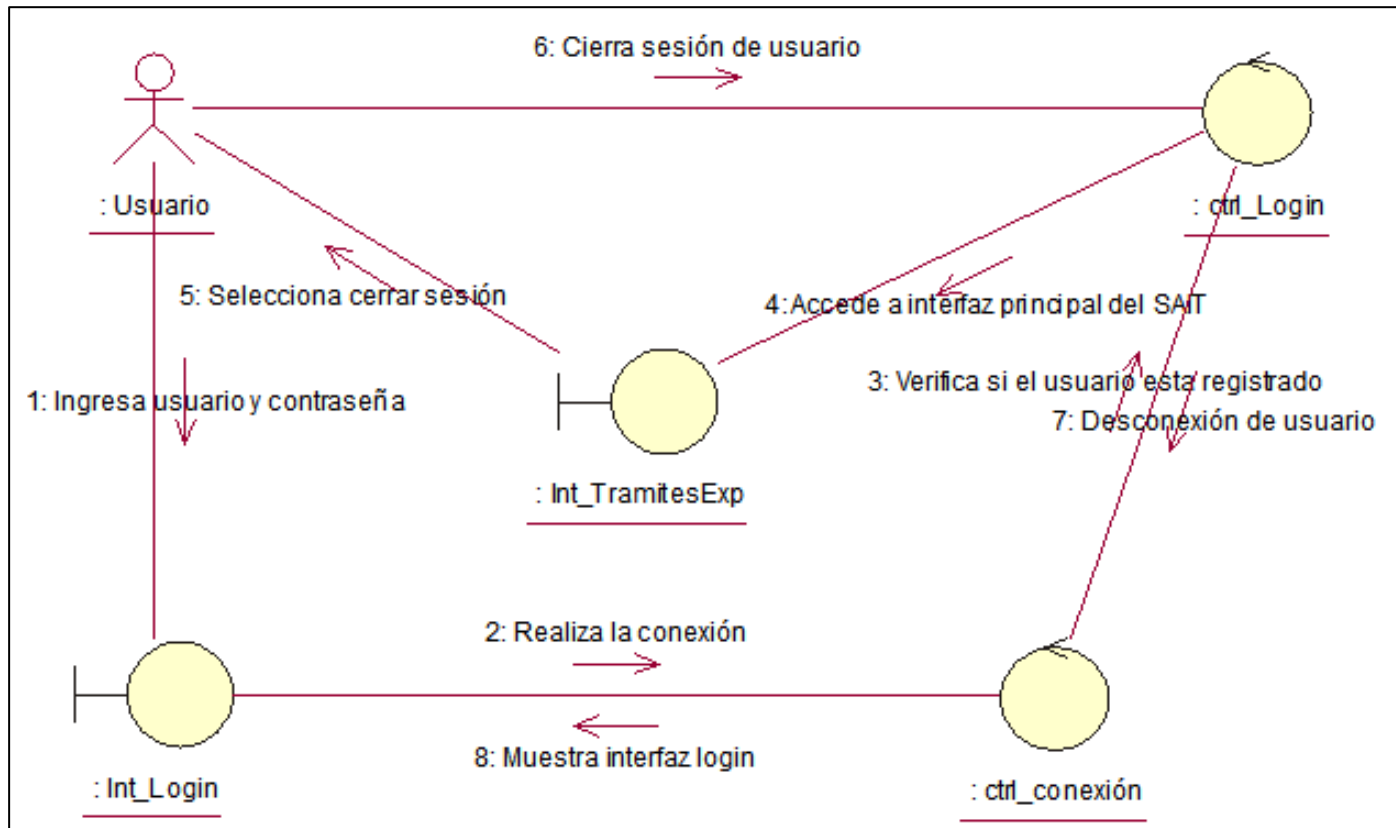 6: Cierra sesión de usuario
: Usuario
: ctrl_Login
5: Selecciona cerrar sesión
4: Accede a interfaz principal del SAIT
1: Ingresa usuario y contraseña
3: Verifica si el usuario esta registrado
7: Desconexión de usuario
: Int_TramitesExp
2: Realiza la conexión
8: Muestra interfaz login
: Int_Login
: ctrl_conexión